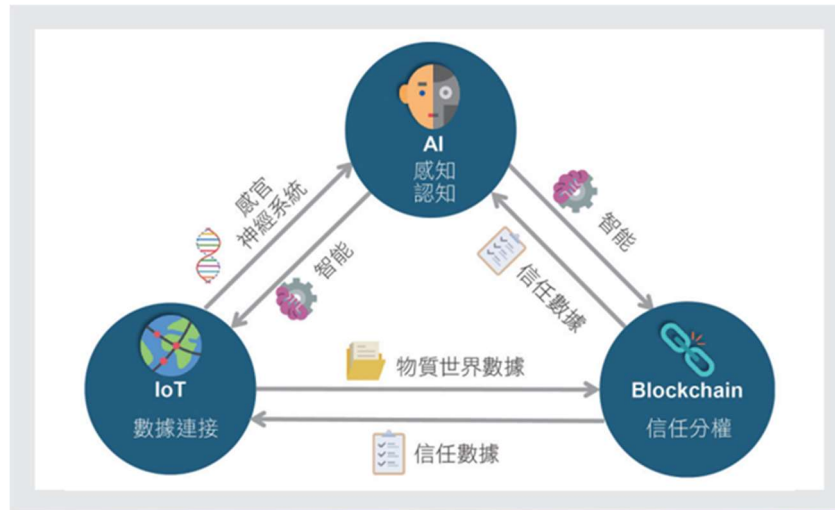 AI
感知
認知
感官
神經系統
智能
智能
信任數據
IoT
數據連接
物質世界數據
信任數據
Blockchain
信任分權